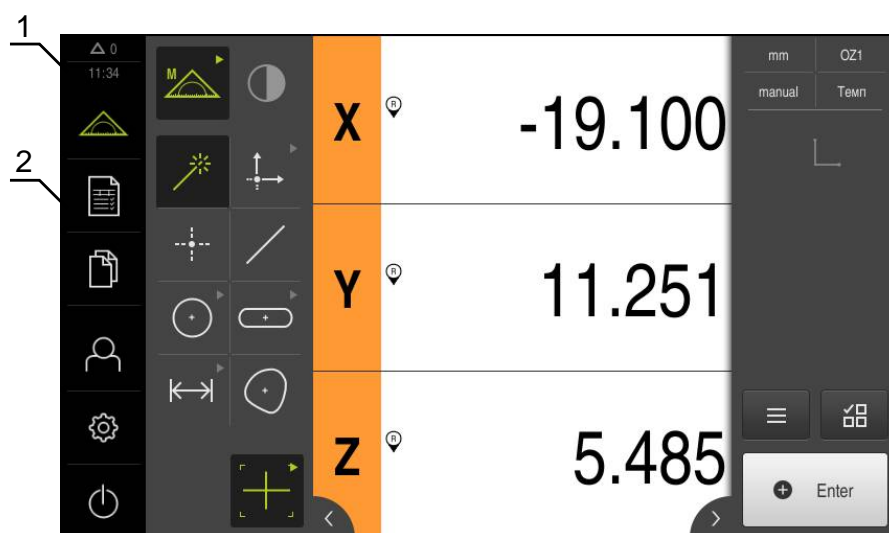 1
2
0
11:34
M
X R -19.100
Y R 11.251
Z R 5.485
mm OZ1
manual Темп
Enter